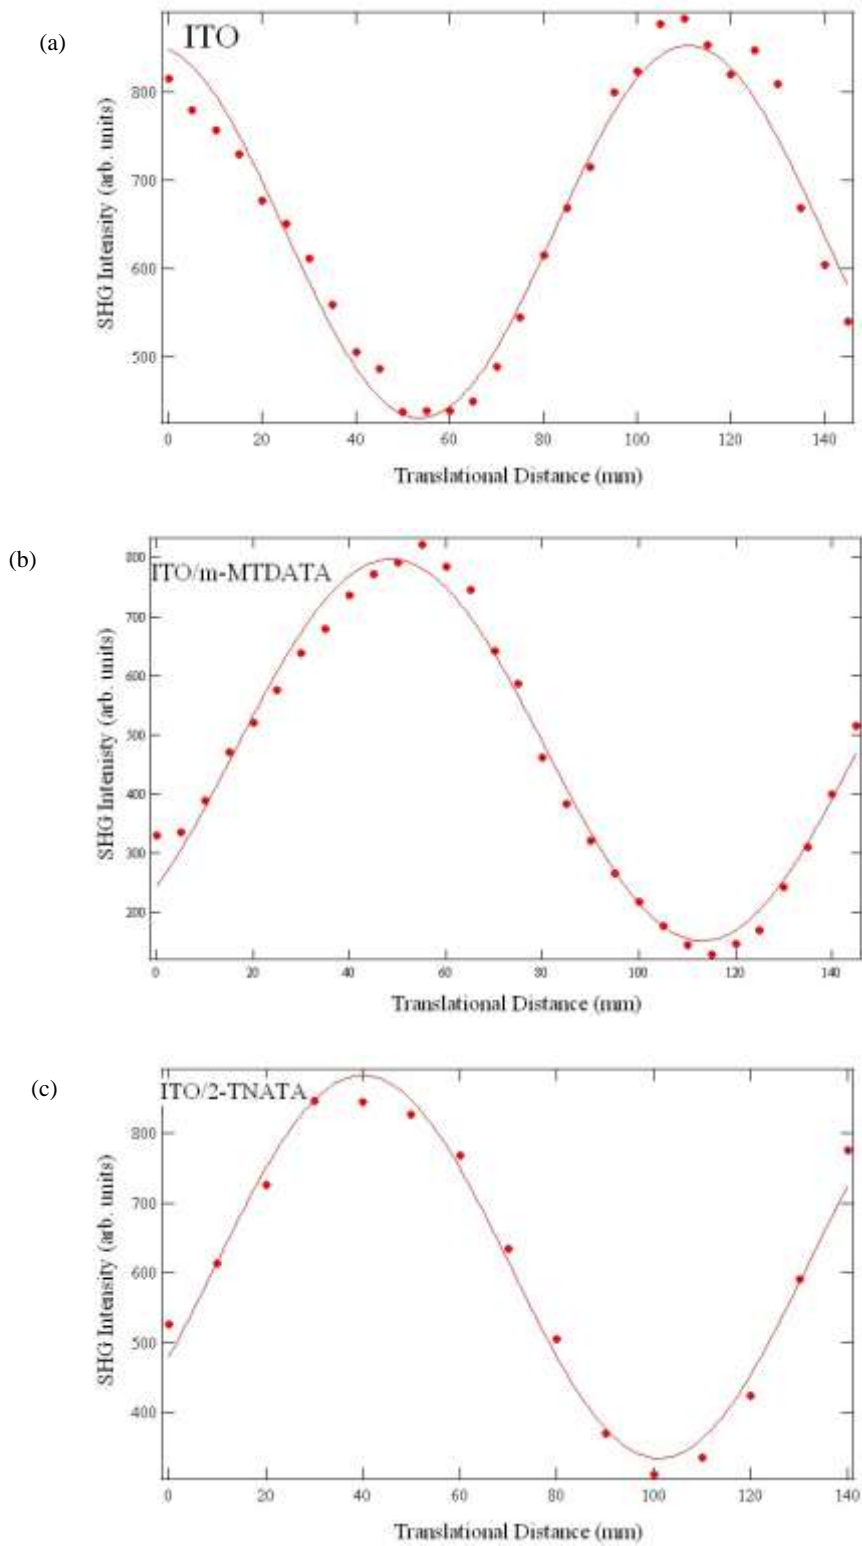 (a)
ITO
800
700
600
500
SHG Intensity (arb. units)
0 20 40 60 80 100 120 140
Translational Distance (mm)
(b)
ITO/m-MTDATA
800
700
600
500
400
300
200
SHG Intenisty (arb. units)
0 20 40 60 80 100 120 140
Translational Distance (mm)
(c)
ITO/2-TNATA
800
700
600
500
400
SHG Intensity (arb. units)
0 20 40 60 80 100 120 140
Translational Distance (mm)